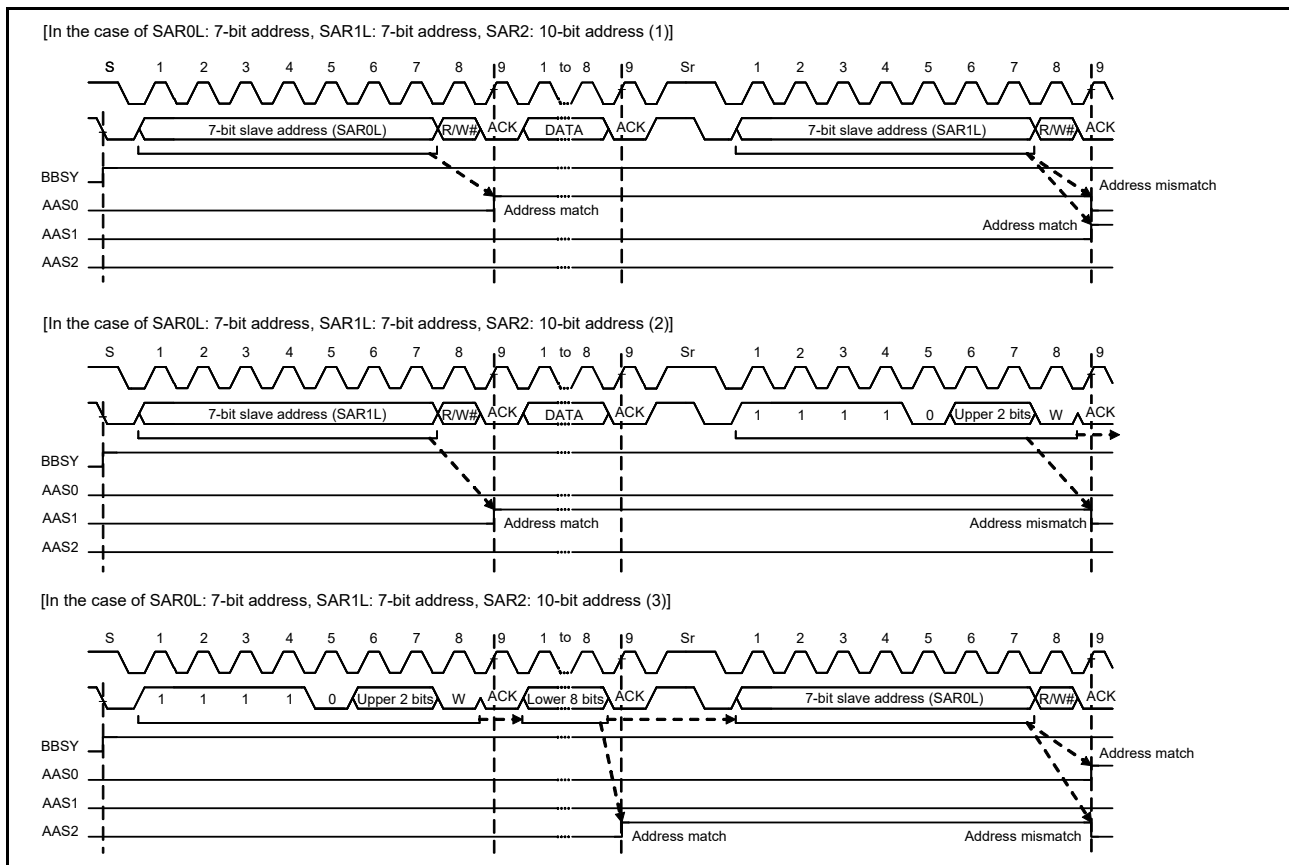 [In the case of SAR0L: 7-bit address, SAR1L: 7-bit address, SAR2: 10-bit address (1)]
S 1 2 3 4 5 6 7 8 9 1 to 8 9 Sr 1 2 3 4 5 6 7 8 9
7-bit slave address (SAR0L) R/W# ACK DATA ACK 7-bit slave address (SAR1L) R/W# ACK
BBSY
Address mismatch
AAS0
Address match
Address match
AAS1
AAS2
[In the case of SAR0L: 7-bit address, SAR1L: 7-bit address, SAR2: 10-bit address (2)]
S 1 2 3 4 5 6 7 8 9 1 to 8 9 Sr 1 2 3 4 5 6 7 8 9
7-bit slave address (SAR1L) R/W# ACK DATA ACK 1 1 1 1 0 Upper 2 bits W ACK
BBSY
AAS0
AAS1
Address match Address mismatch
AAS2
[In the case of SAR0L: 7-bit address, SAR1L: 7-bit address, SAR2: 10-bit address (3)]
S 1 2 3 4 5 6 7 8 9 1 to 8 9 Sr 1 2 3 4 5 6 7 8 9
1 1 1 1 0 Upper 2 bits W ACK Lower 8 bits ACK 7-bit slave address (SAR0L) R/W# ACK
BBSY
Address match
AAS0
AAS1
AAS2
Address match Address mismatch